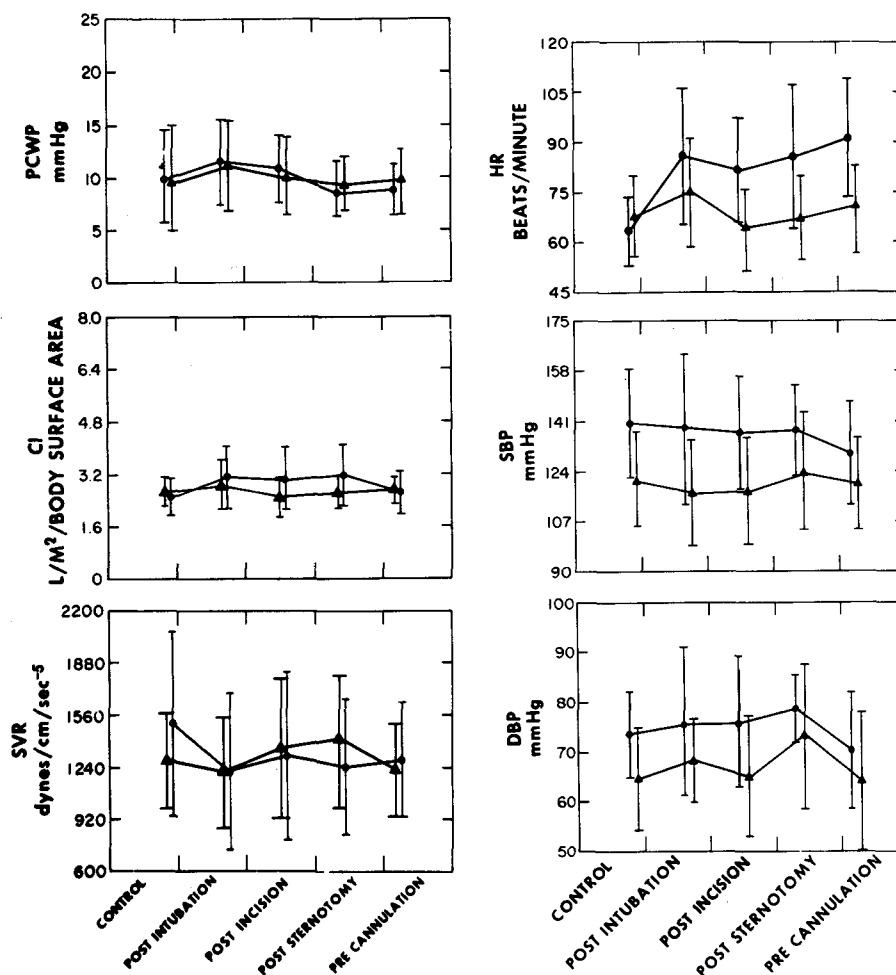 PCWP
mmHg
25
20
15
10
5
0
CI
L/M²/BODY SURFACE AREA
8.0
6.4
4.8
3.2
1.6
0
SVR
dynes/cm/sec⁻⁵
2200
1880
1560
1240
920
600
CONTROL
POST INTUBATION
POST INCISION
POST STERNOTOMY
PRE CANNULATION
HR
BEATS/MINUTE
120
105
90
75
60
45
SBP
mmHg
175
158
141
124
107
90
DBP
mmHg
100
90
80
70
60
50
CONTROL
POST INTUBATION
POST INCISION
POST STERNOTOMY
PRE CANNULATION